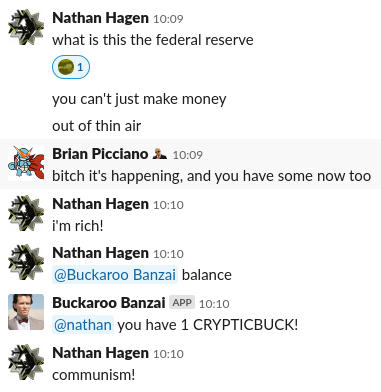 Nathan Hagen 10:09
what is this the federal reserve
1
you can't just make money
out of thin air
Brian Picciano 10:09
bitch it's happening, and you have some now too
Nathan Hagen 10:10
i'm rich!
Nathan Hagen 10:10
@Buckaroo Banzai balance
Buckaroo Banzai APP 10:10
@nathan you have 1 CRYPTICBUCK!
Nathan Hagen 10:10
communism!